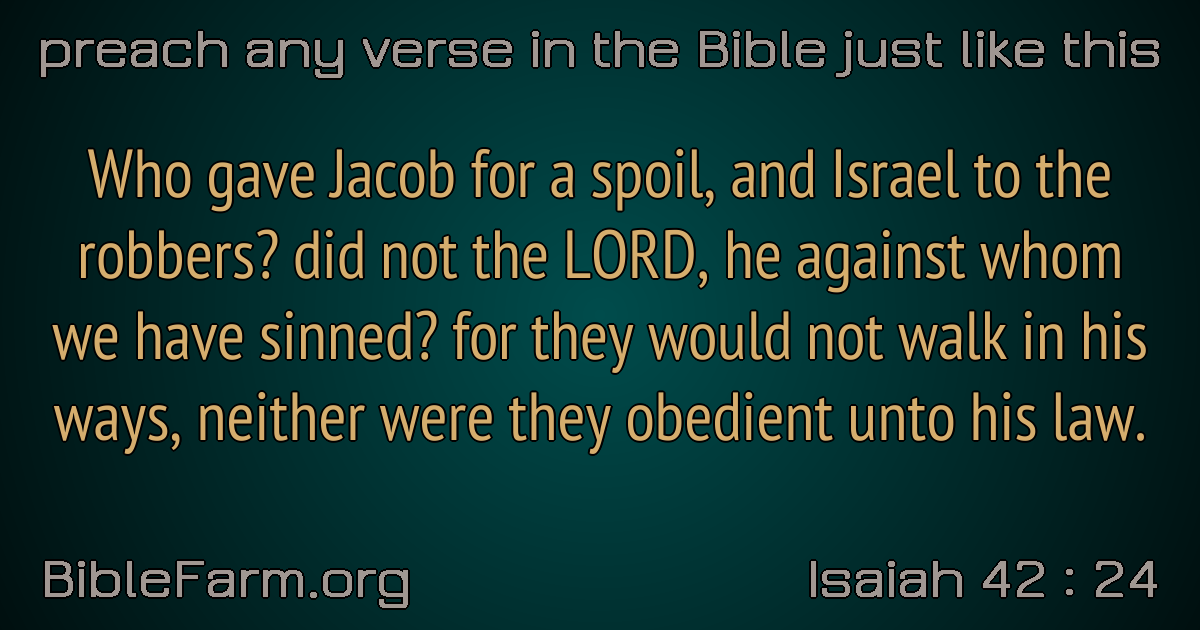 preach any verse in the Bible just like this
Who gave Jacob for a spoil, and Israel to the
robbers? did not the LORD, he against whom
we have sinned? for they would not walk in his
ways, neither were they obedient unto his law.
BibleFarm.org
Isaiah 42 : 24